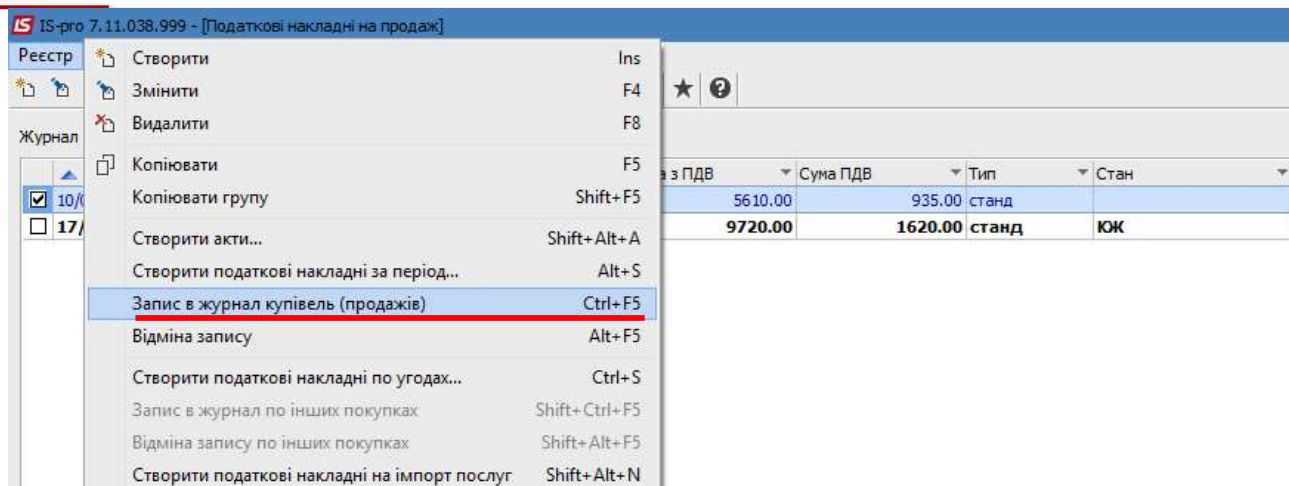 IS IS-pro 7.11.038.999 - [Податкові накладні на продаж]
Реєстр
Створити Ins
Змінити F4
Видалити F8
Журнал
Копіювати F5
Копіювати групу Shift+F5
Створити акти... Shift+Alt+A
Створити податкові накладні за період... Alt+S
Запис в журнал купівель (продажів) Ctrl+F5
Відміна запису Alt+F5
Створити податкові накладні по угодах... Ctrl+S
Запис в журнал по інших покупках Shift+Ctrl+F5
Відміна запису по інших покупках Shift+Alt+F5
Створити податкові накладні на імпорт послуг Shift+Alt+N
з ПДВ Сума ПДВ Тип Стан
10/ 5610.00 935.00 станд
17/ 9720.00 1620.00 станд КЖ